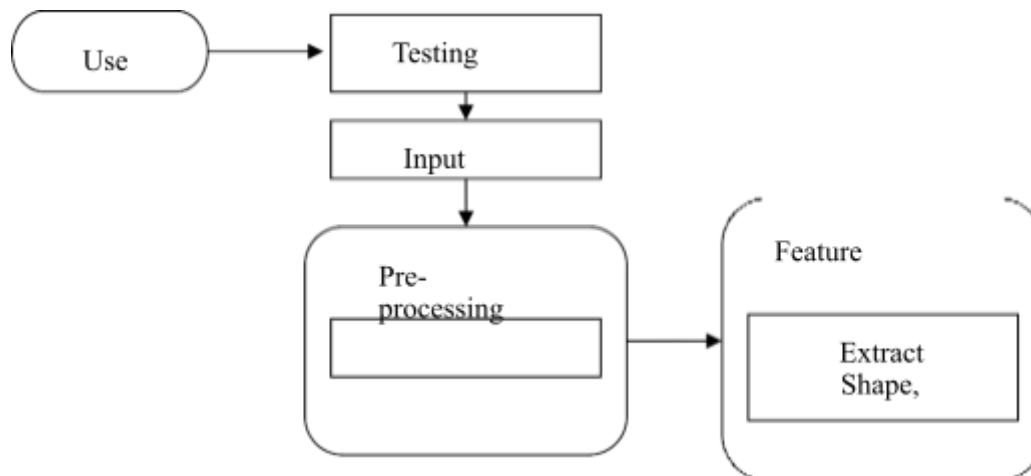 Use
Testing
Input
Pre-
processing
Feature
Extract
Shape,